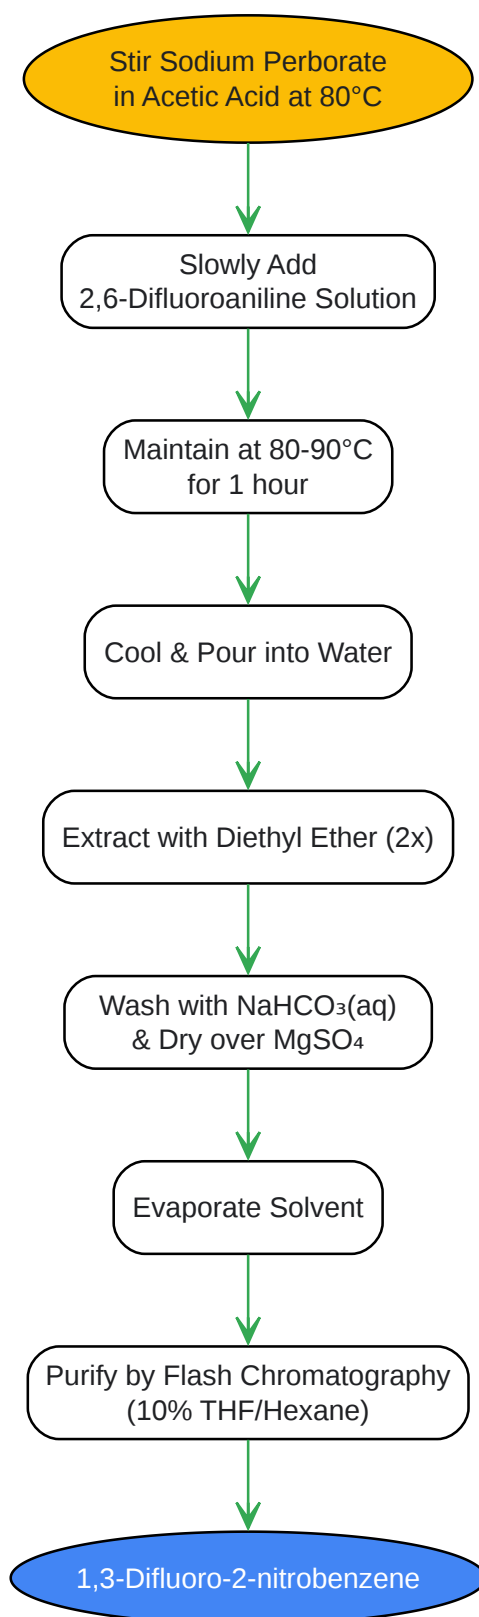 Stir Sodium Perborate
in Acetic Acid at 80°C
Slowly Add
2,6-Difluoroaniline Solution
Maintain at 80-90°C
for 1 hour
Cool & Pour into Water
Extract with Diethyl Ether (2x)
Wash with NaHCO₃(aq)
& Dry over MgSO₄
Evaporate Solvent
Purify by Flash Chromatography
(10% THF/Hexane)
1,3-Difluoro-2-nitrobenzene